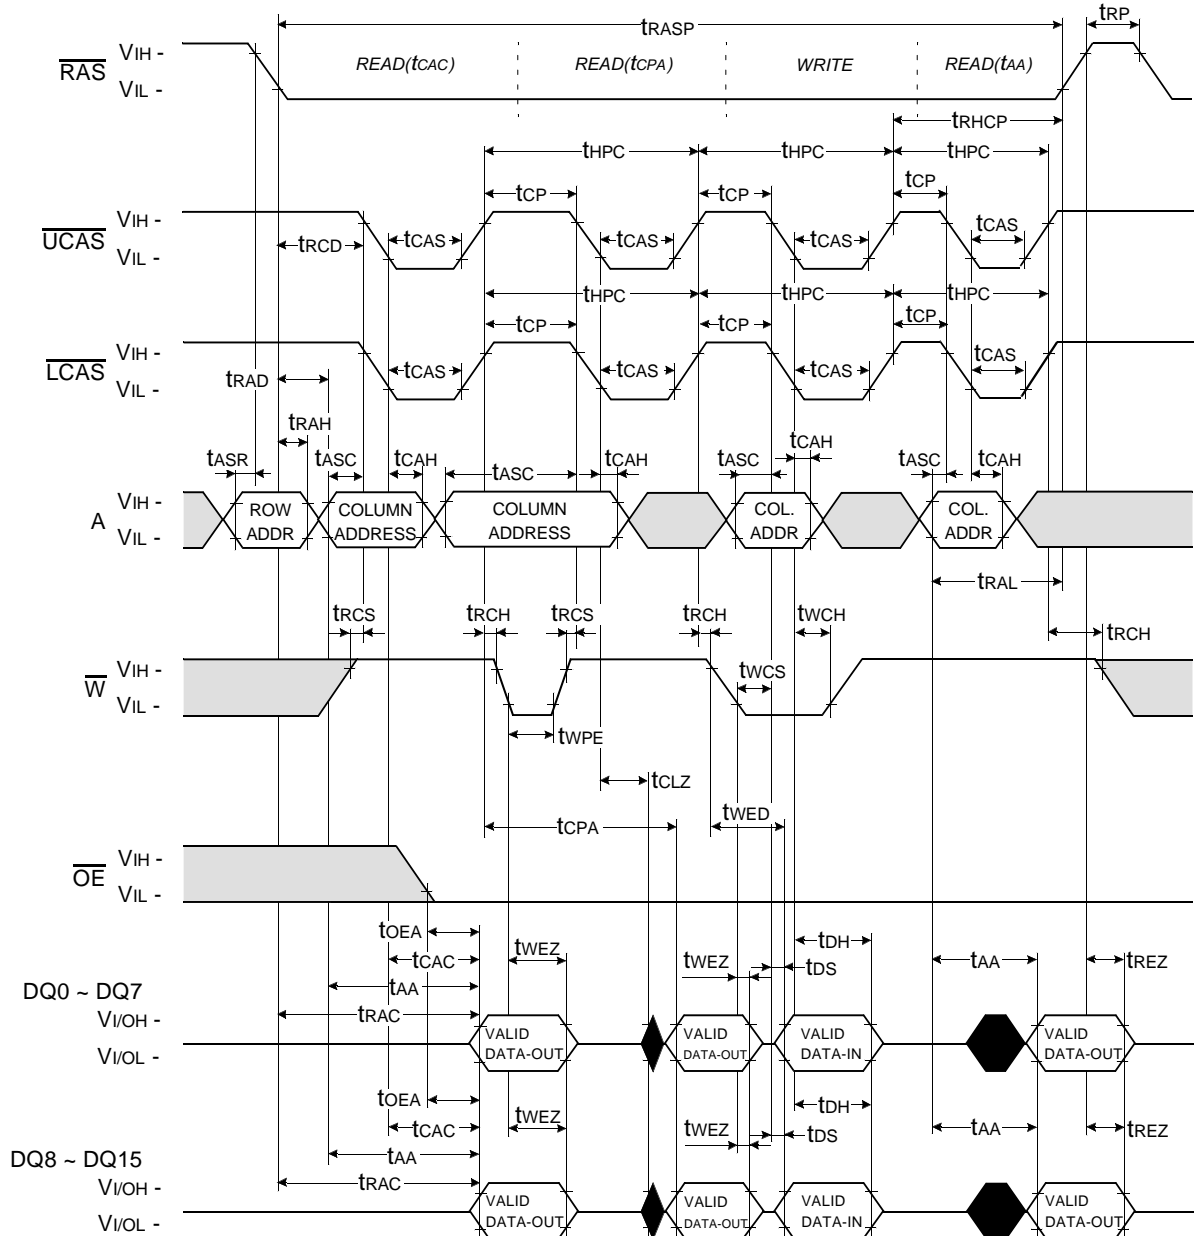 tRASP
tRP
RAS
VIH -
VIL -
READ(tCAC)
READ(tCPA)
WRITE
READ(tAA)
tRHCP
tHPC
tHPC
tHPC
tCP
tCP
tCP
UCAS
VIH -
VIL -
tRCD
tCAS
tCAS
tCAS
tCAS
tHPC
tHPC
tHPC
tCP
tCP
tCP
LCAS
VIH -
VIL -
tRAD
tCAS
tCAS
tCAS
tCAS
tRAH
tASR
tASC
tCAH
tASC
tCAH
tASC
tCAH
tASC
tCAH
A
VIH -
VIL -
ROW
ADDR
COLUMN
ADDRESS
COLUMN
ADDRESS
COL.
ADDR
COL.
ADDR
tRAL
tRCS
tRCH
tRCS
tRCH
tWCH
tRCH
W
VIH -
VIL -
tWCS
tWPE
tCLZ
tCPA
tWED
OE
VIH -
VIL -
tOEA
tCAC
tAA
tRAC
tWEZ
tWEZ
tDH
tDS
tAA
tREZ
DQ0 ~ DQ7
VI/OH -
VI/OL -
VALID
DATA-OUT
VALID
DATA-OUT
VALID
DATA-IN
VALID
DATA-OUT
tOEA
tCAC
tAA
tRAC
tWEZ
tWEZ
tDH
tDS
tAA
tREZ
DQ8 ~ DQ15
VI/OH -
VI/OL -
VALID
DATA-OUT
VALID
DATA-OUT
VALID
DATA-IN
VALID
DATA-OUT